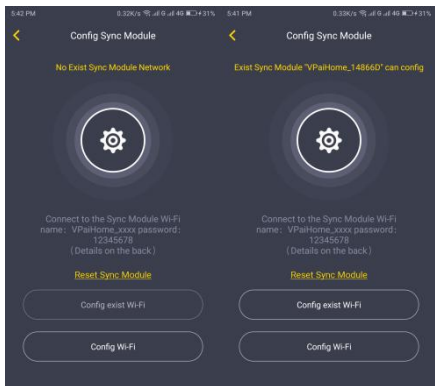 5:42 PM 0.32K/s 4G 31%
Config Sync Module
No Exist Sync Module Network
Connect to the Sync Module Wi-Fi
name: VPaiHome_xxxx password:
12345678
(Details on the back)
Reset Sync Module
Config exist Wi-Fi
Config Wi-Fi
5:41 PM 0.33K/s 4G 31%
Config Sync Module
Exist Sync Module "VPaiHome_14866D" can config
Connect to the Sync Module Wi-Fi
name: VPaiHome_xxxx password:
12345678
(Details on the back)
Reset Sync Module
Config exist Wi-Fi
Config Wi-Fi